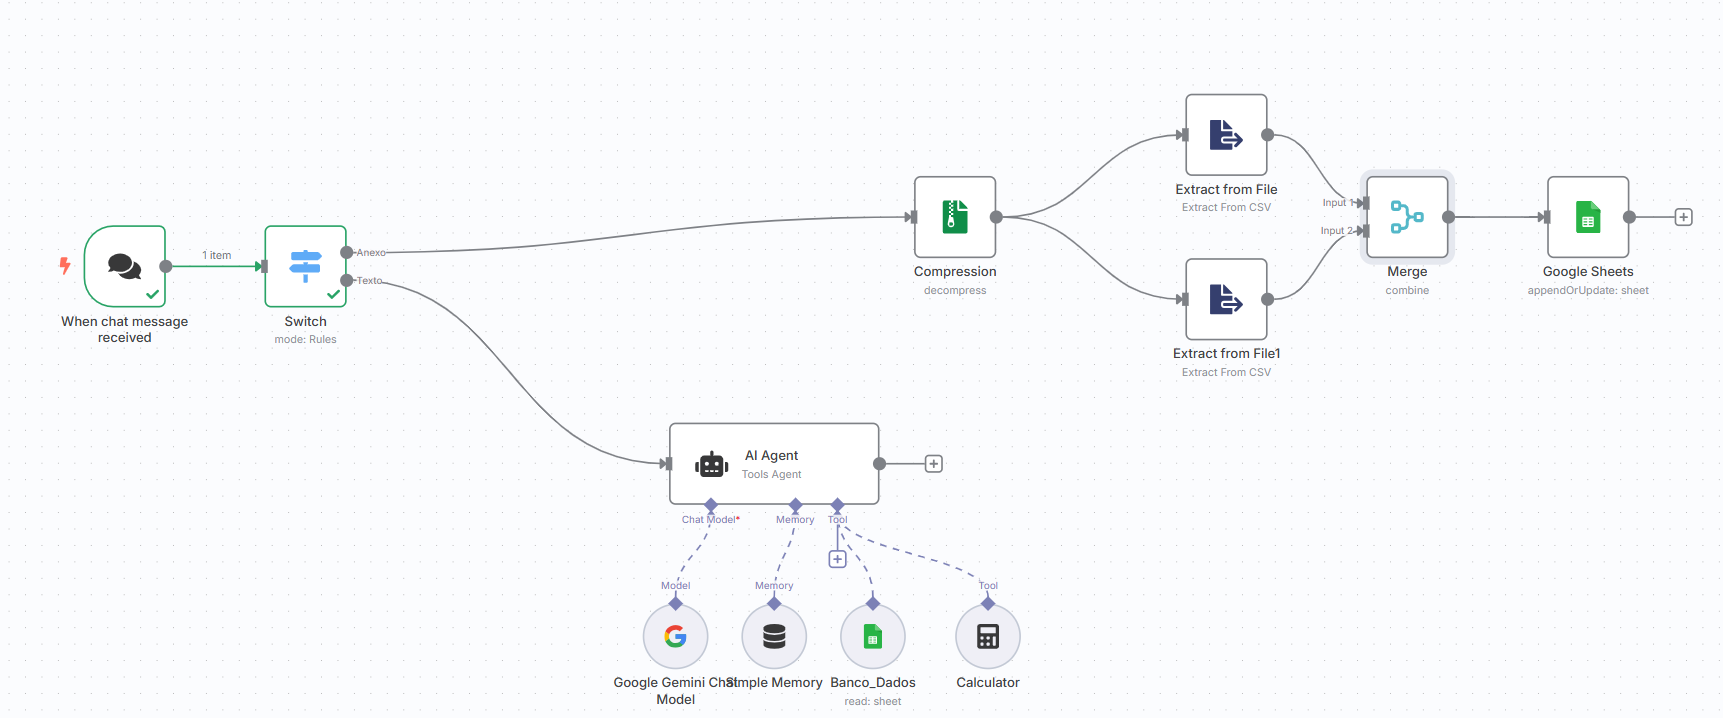 When chat message
received
1 item
Switch
mode: Rules
Anexo
Texto
Compression
decompress
Extract from File
Extract From CSV
Extract from File1
Extract From CSV
Input 1
Input 2
Merge
combine
Google Sheets
appendOrUpdate: sheet
AI Agent
Tools Agent
Chat Model*
Memory
Tool
Model
Memory
Tool
Google Gemini Chat
Model
Simple Memory
Banco_Dados
read: sheet
Calculator